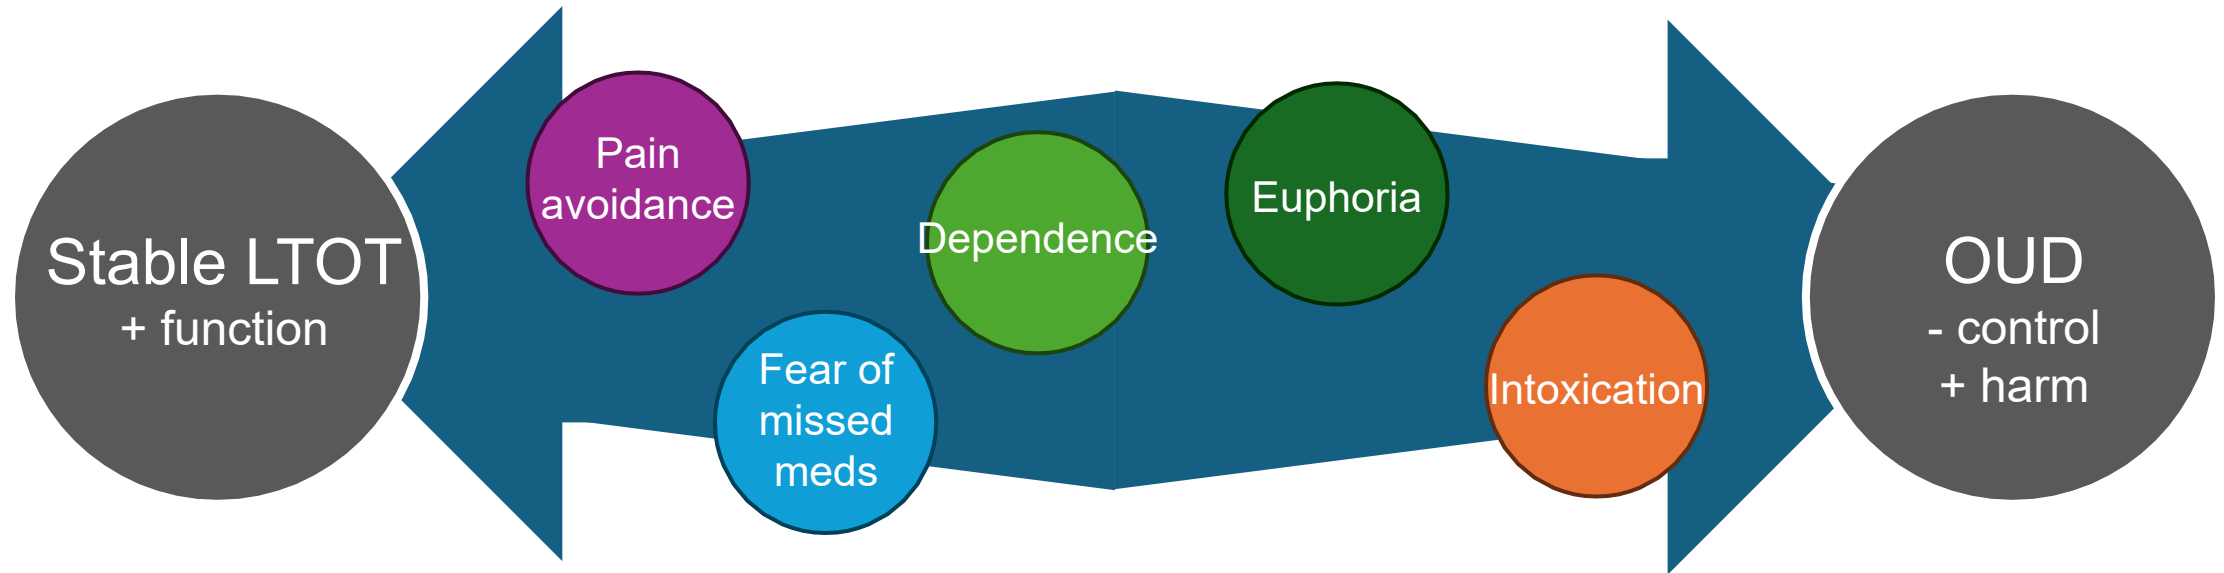 Stable LTOT
+ function
Pain
avoidance
Fear of
missed
meds
Dependence
Euphoria
Intoxication
OUD
- control
+ harm